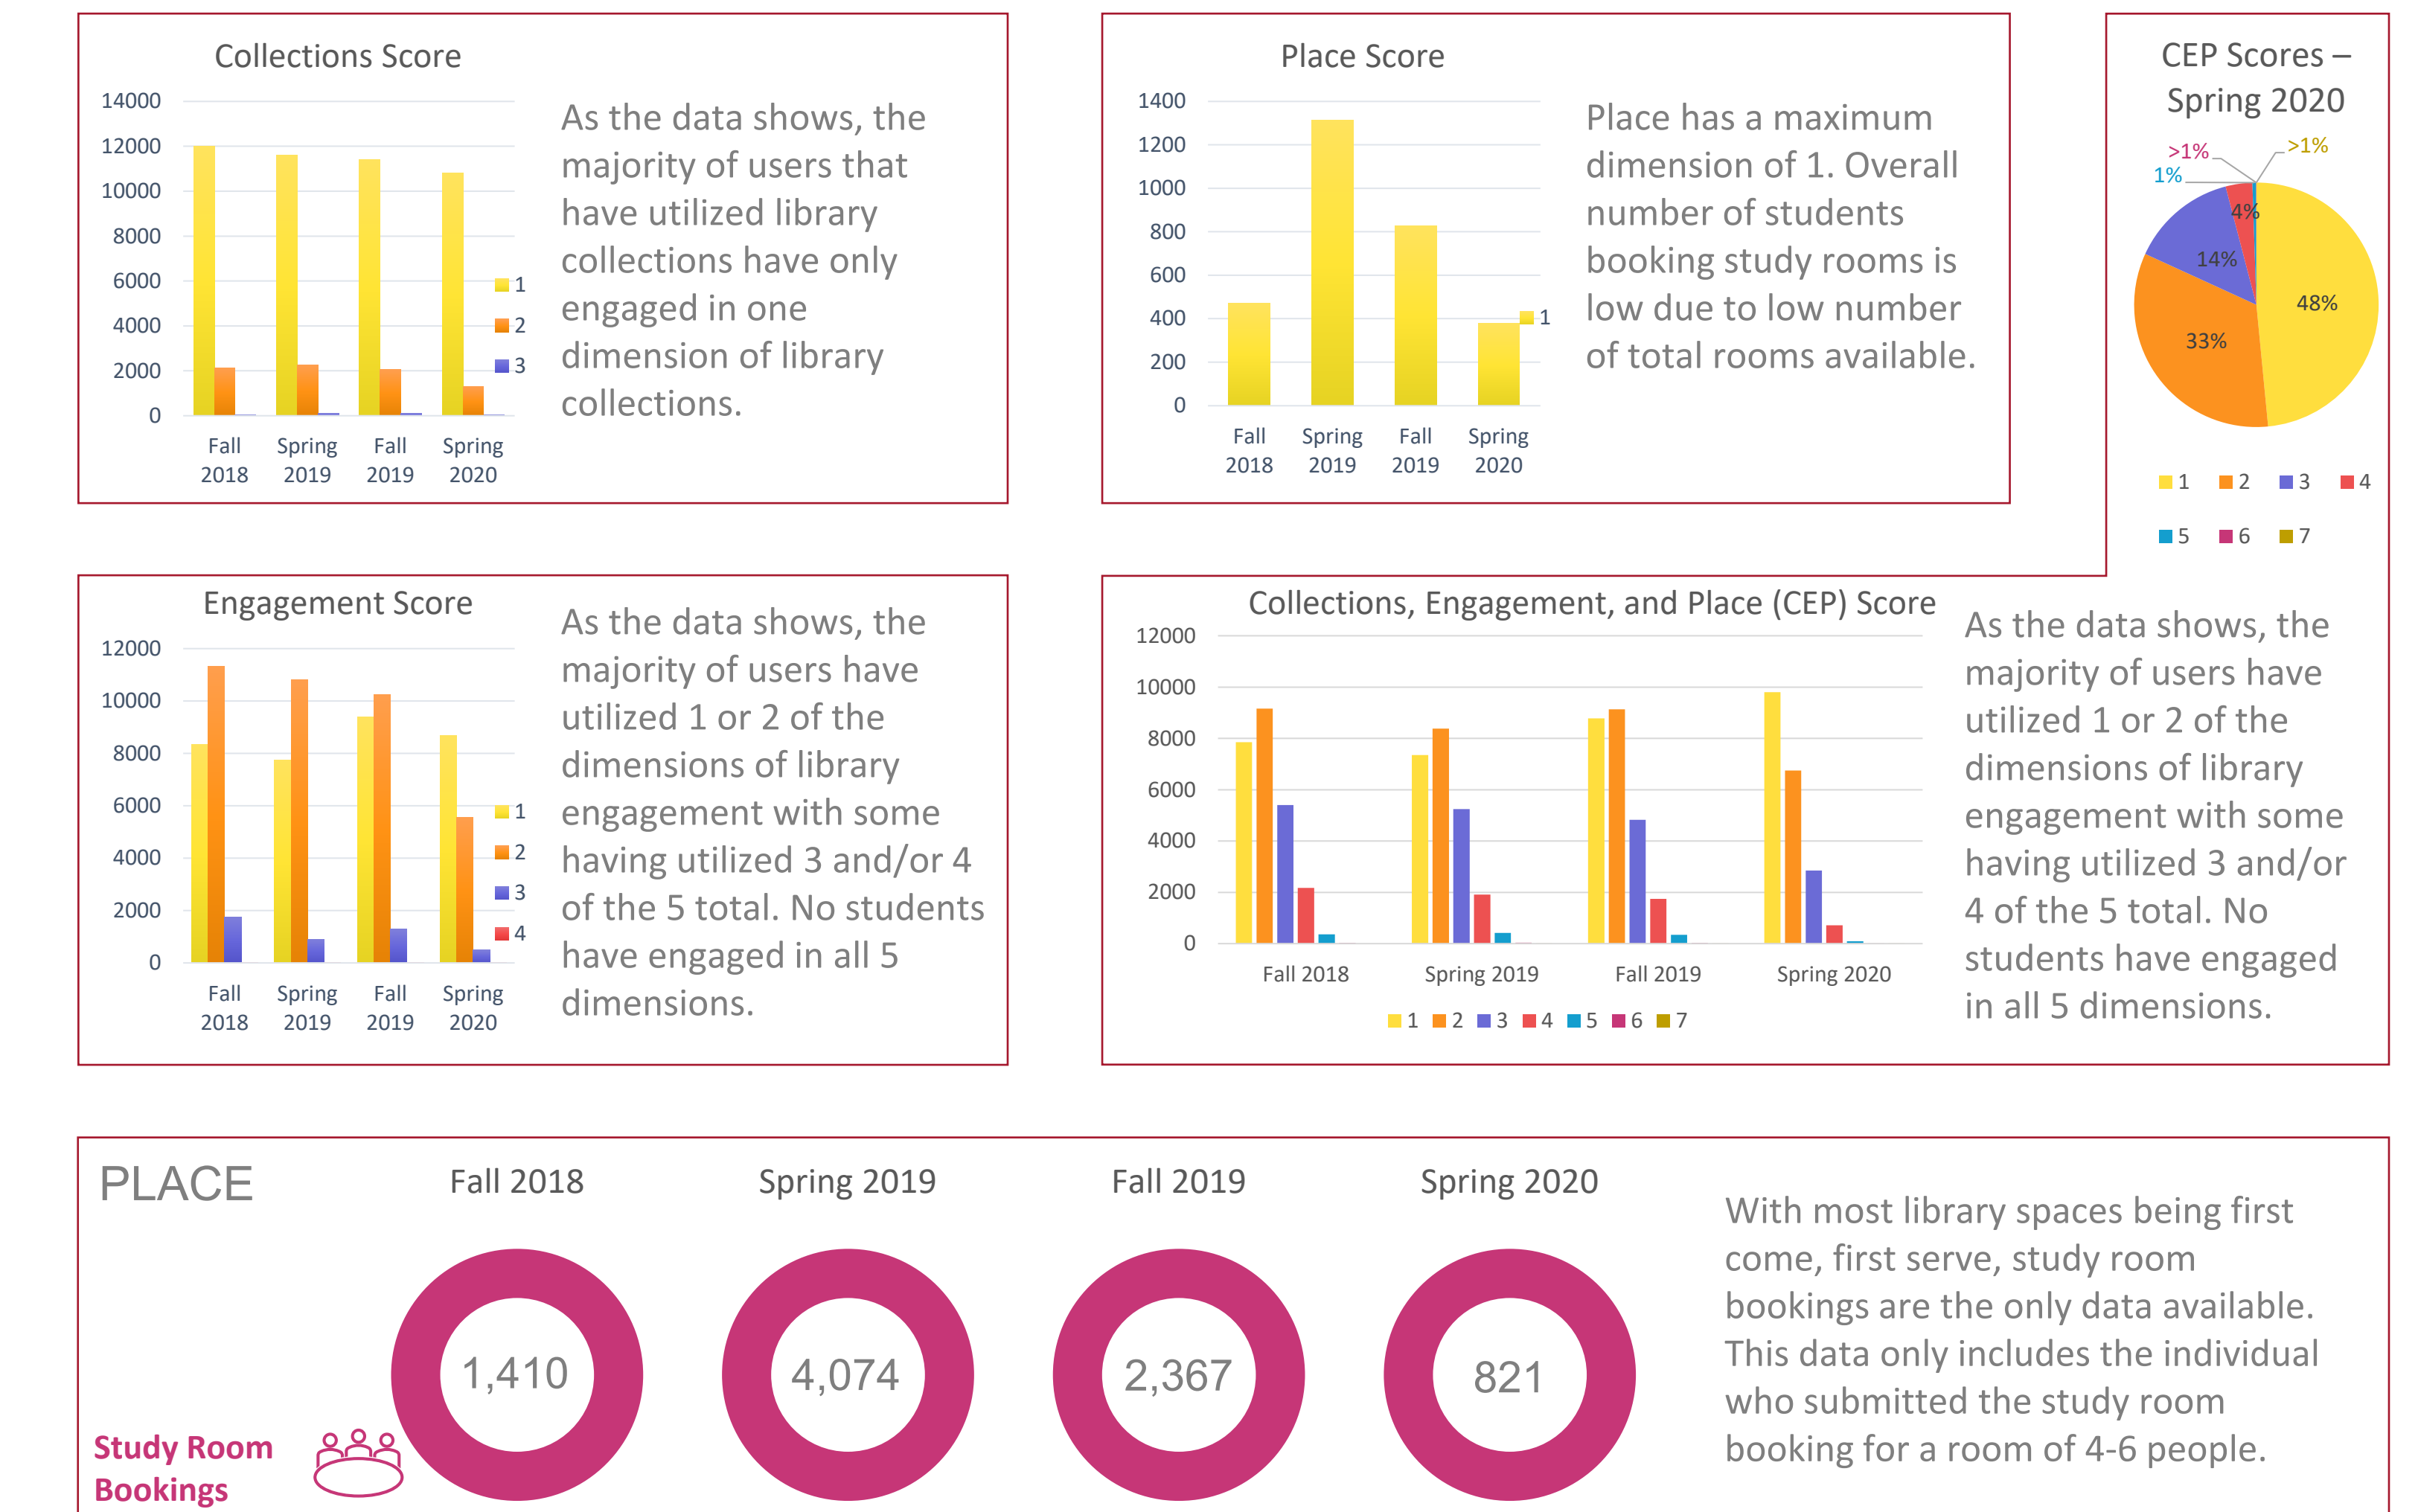 Collections Score
14000
12000
10000
8000
6000
4000
2000
0
Fall 2018
Spring 2019
Fall 2019
Spring 2020
1
2
3
As the data shows, the
majority of users that
have utilized library
collections have only
engaged in one
dimension of library
collections.
Place Score
1400
1200
1000
800
600
400
200
0
Fall 2018
Spring 2019
Fall 2019
Spring 2020
1
Place has a maximum
dimension of 1. Overall
number of students
booking study rooms is
low due to low number
of total rooms available.
CEP Scores –
Spring 2020
>1%
>1%
1%
4%
14%
48%
33%
1 2 3 4
5 6 7
Engagement Score
12000
10000
8000
6000
4000
2000
0
Fall 2018
Spring 2019
Fall 2019
Spring 2020
1
2
3
4
As the data shows, the
majority of users have
utilized 1 or 2 of the
dimensions of library
engagement with some
having utilized 3 and/or 4
of the 5 total. No students
have engaged in all 5
dimensions.
Collections, Engagement, and Place (CEP) Score
12000
10000
8000
6000
4000
2000
0
Fall 2018 Spring 2019 Fall 2019 Spring 2020
1 2 3 4 5 6 7
As the data shows, the
majority of users have
utilized 1 or 2 of the
dimensions of library
engagement with some
having utilized 3 and/or
4 of the 5 total. No
students have engaged
in all 5 dimensions.
PLACE
Fall 2018 Spring 2019 Fall 2019 Spring 2020
1,410 4,074 2,367 821
Study Room
Bookings
With most library spaces being first
come, first serve, study room
bookings are the only data available.
This data only includes the individual
who submitted the study room
booking for a room of 4-6 people.